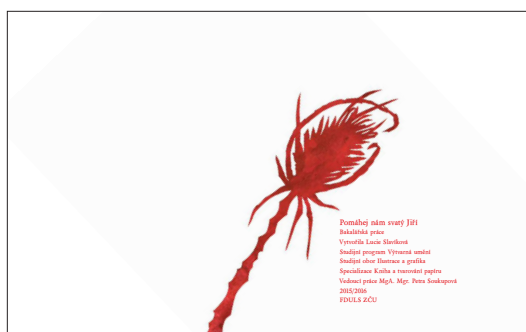 Pomáhej nám svatý Jiří
Bakalářská práce
Vytvořila Lucie Slavíková
Studijní program Výtvarná umění
Studijní obor Ilustrace a grafika
Specializace Kniha a tvarování papíru
Vedoucí práce MgA. Mgr. Petra Soukupová
2015/2016
FDULS ZČU